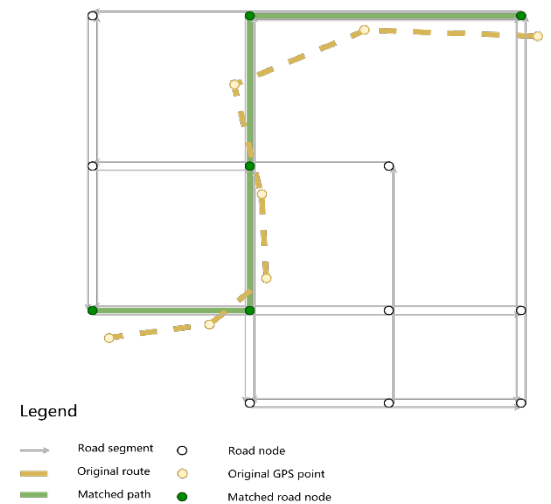 Legend
Road segment Road node
Original route Original GPS point
Matched path Matched road node